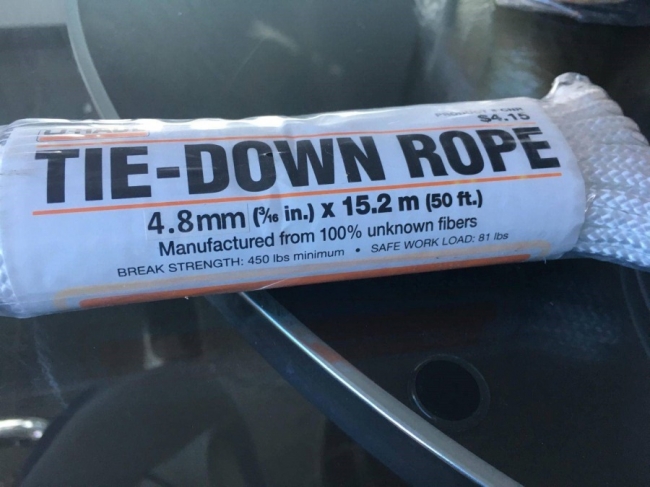 U-HAUL
$4.15
TIE-DOWN ROPE
4.8mm (3/16 in.) x 15.2 m (50 ft.)
Manufactured from 100% unknown fibers
BREAK STRENGTH: 450 lbs minimum • SAFE WORK LOAD: 81 lbs